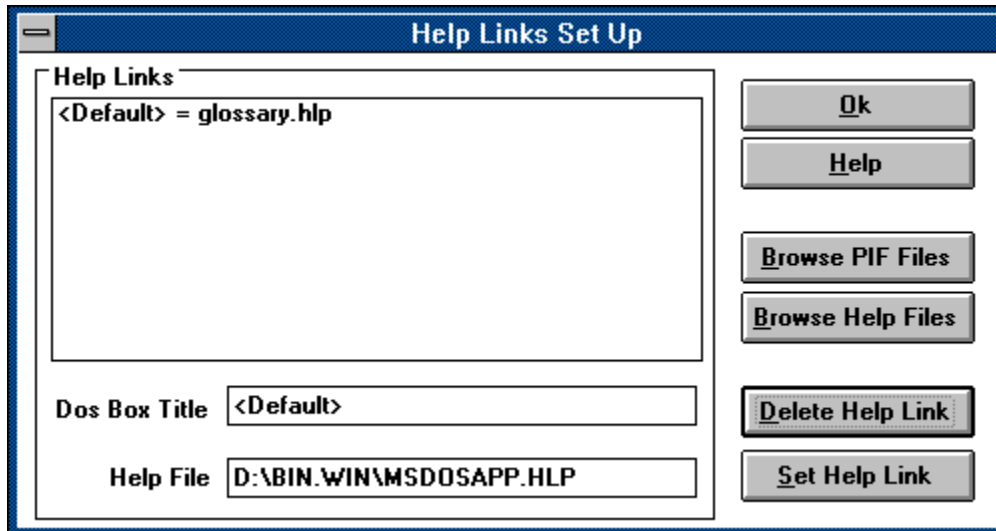 Help Links Set Up
Help Links
<Default> = glossary.hlp
Dos Box Title <Default>
Help File D:\BIN.WIN\MSDOSAPP.HLP
Ok
Help
Browse PIF Files
Browse Help Files
Delete Help Link
Set Help Link